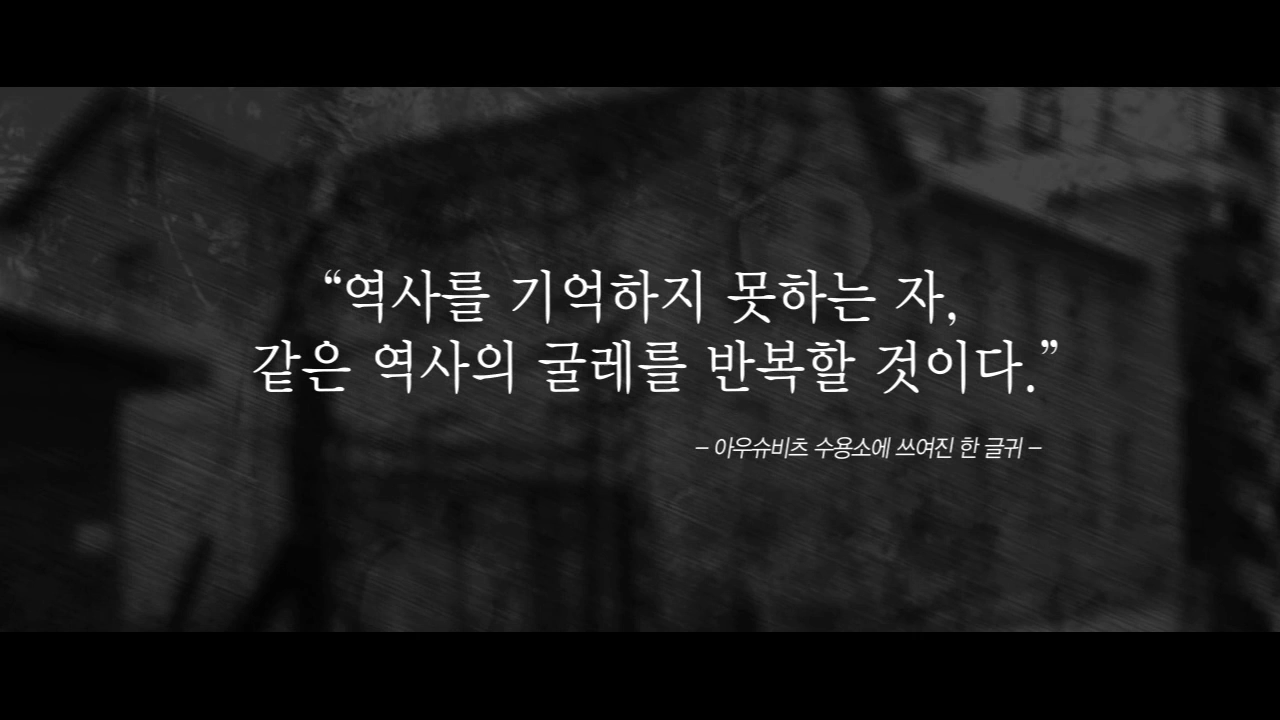 “역사를 기억하지 못하는 자,
같은 역사의 굴레를 반복할 것이다.”
– 아우슈비츠 수용소에 쓰여진 한 글귀 –